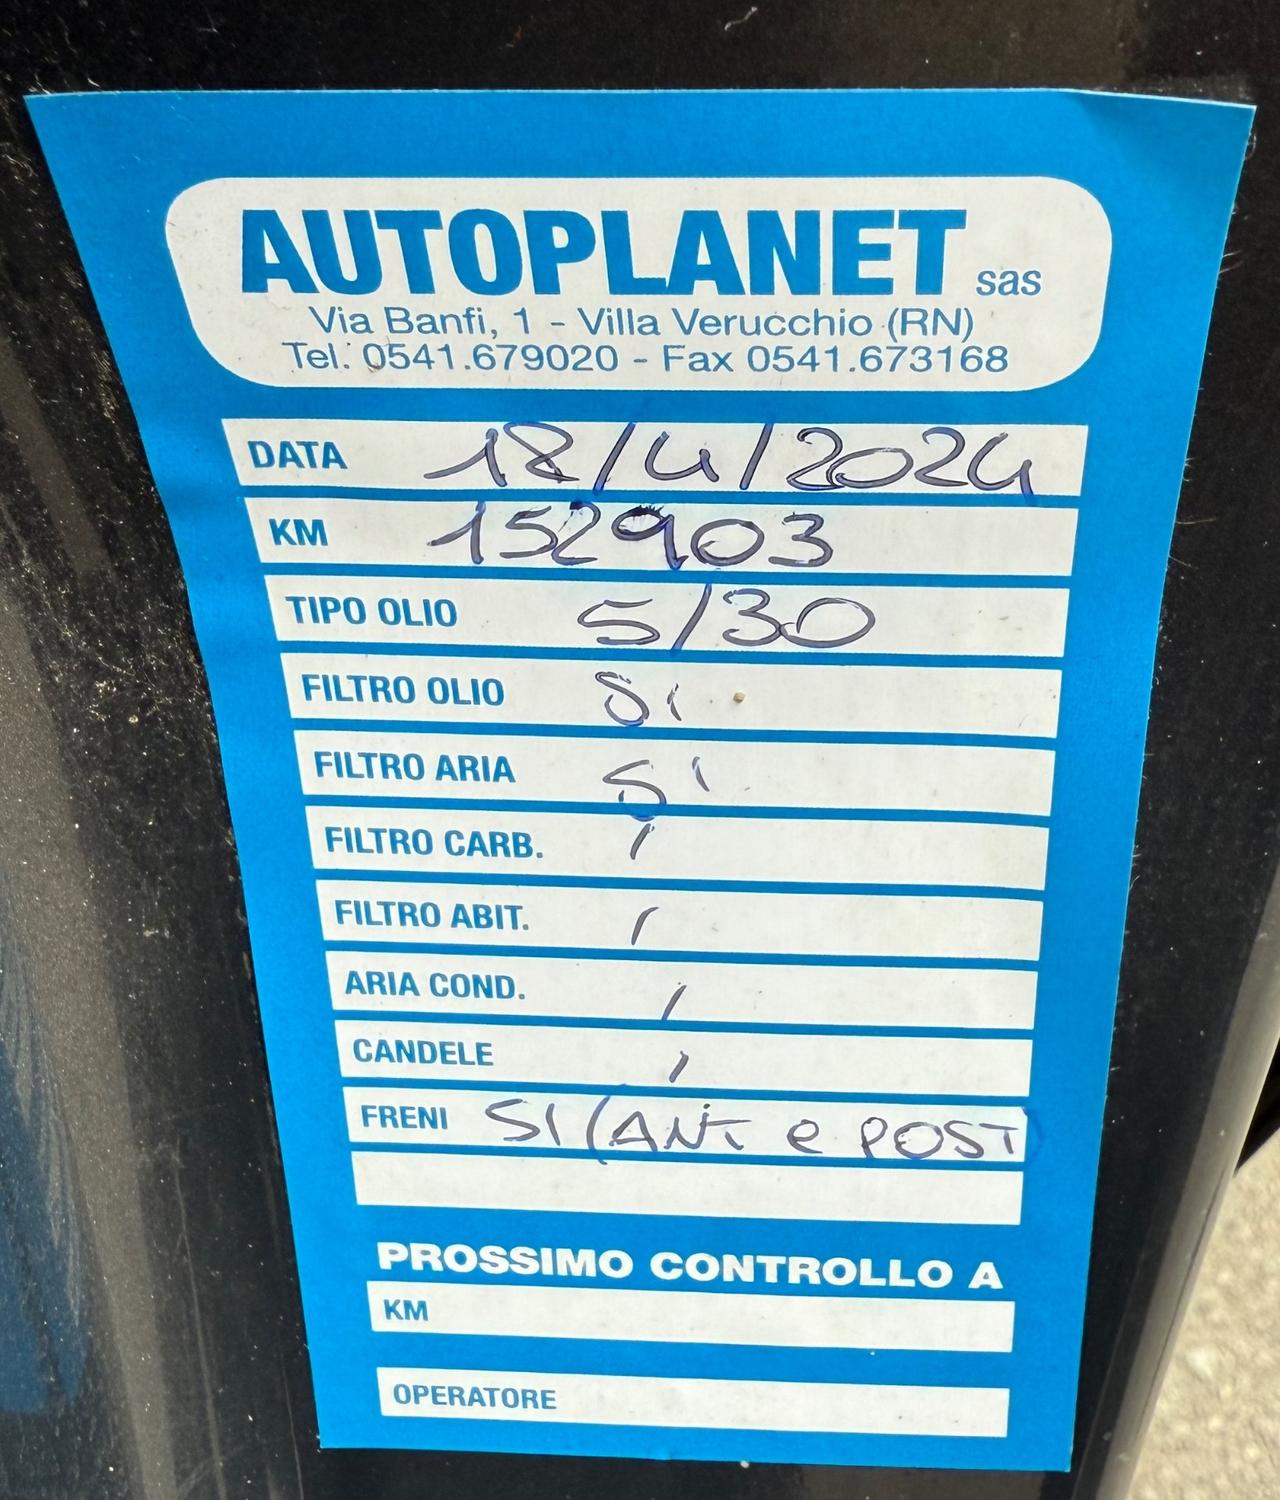 AUTOPLANET sas
Via Banfi, 1 - Villa Verucchio (RN)
Tel. 0541.679020 - Fax 0541.673168
DATA 18/4/2024
KM 152903
TIPO OLIO 5/30
FILTRO OLIO Si
FILTRO ARIA Si
FILTRO CARB. /
FILTRO ABIT. /
ARIA COND. /
CANDELE /
FRENI SI (ANT e POST
PROSSIMO CONTROLLO A
KM
OPERATORE